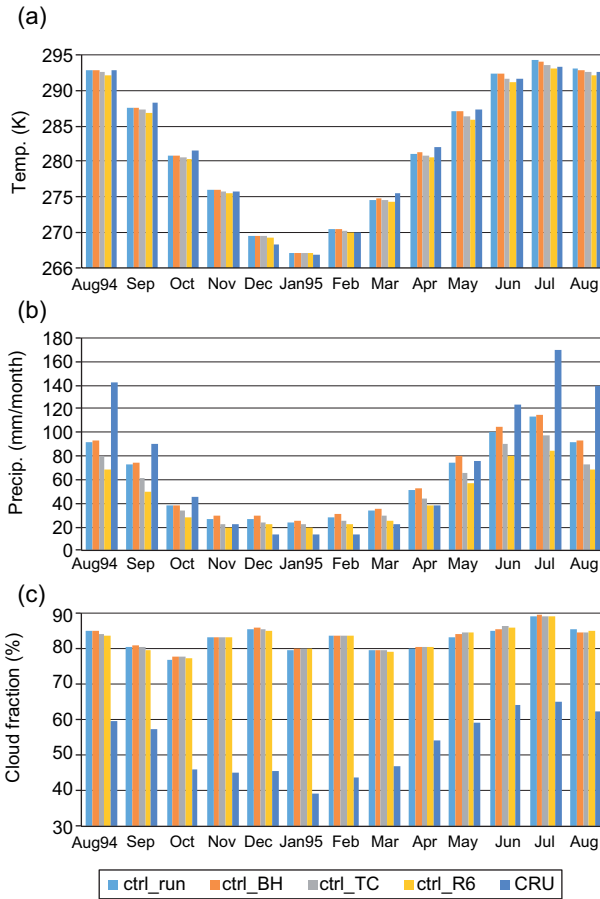 (a)
Temp. (K)
295
290
285
280
275
270
266
Aug94 Sep Oct Nov Dec Jan95 Feb Mar Apr May Jun Jul Aug
(b)
Precip. (mm/month)
180
160
140
120
100
80
60
40
20
0
Aug94 Sep Oct Nov Dec Jan95 Feb Mar Apr May Jun Jul Aug
(c)
Cloud fraction (%)
90
80
70
60
50
40
30
Aug94 Sep Oct Nov Dec Jan95 Feb Mar Apr May Jun Jul Aug
ctrl_run ctrl_BH ctrl_TC ctrl_R6 CRU